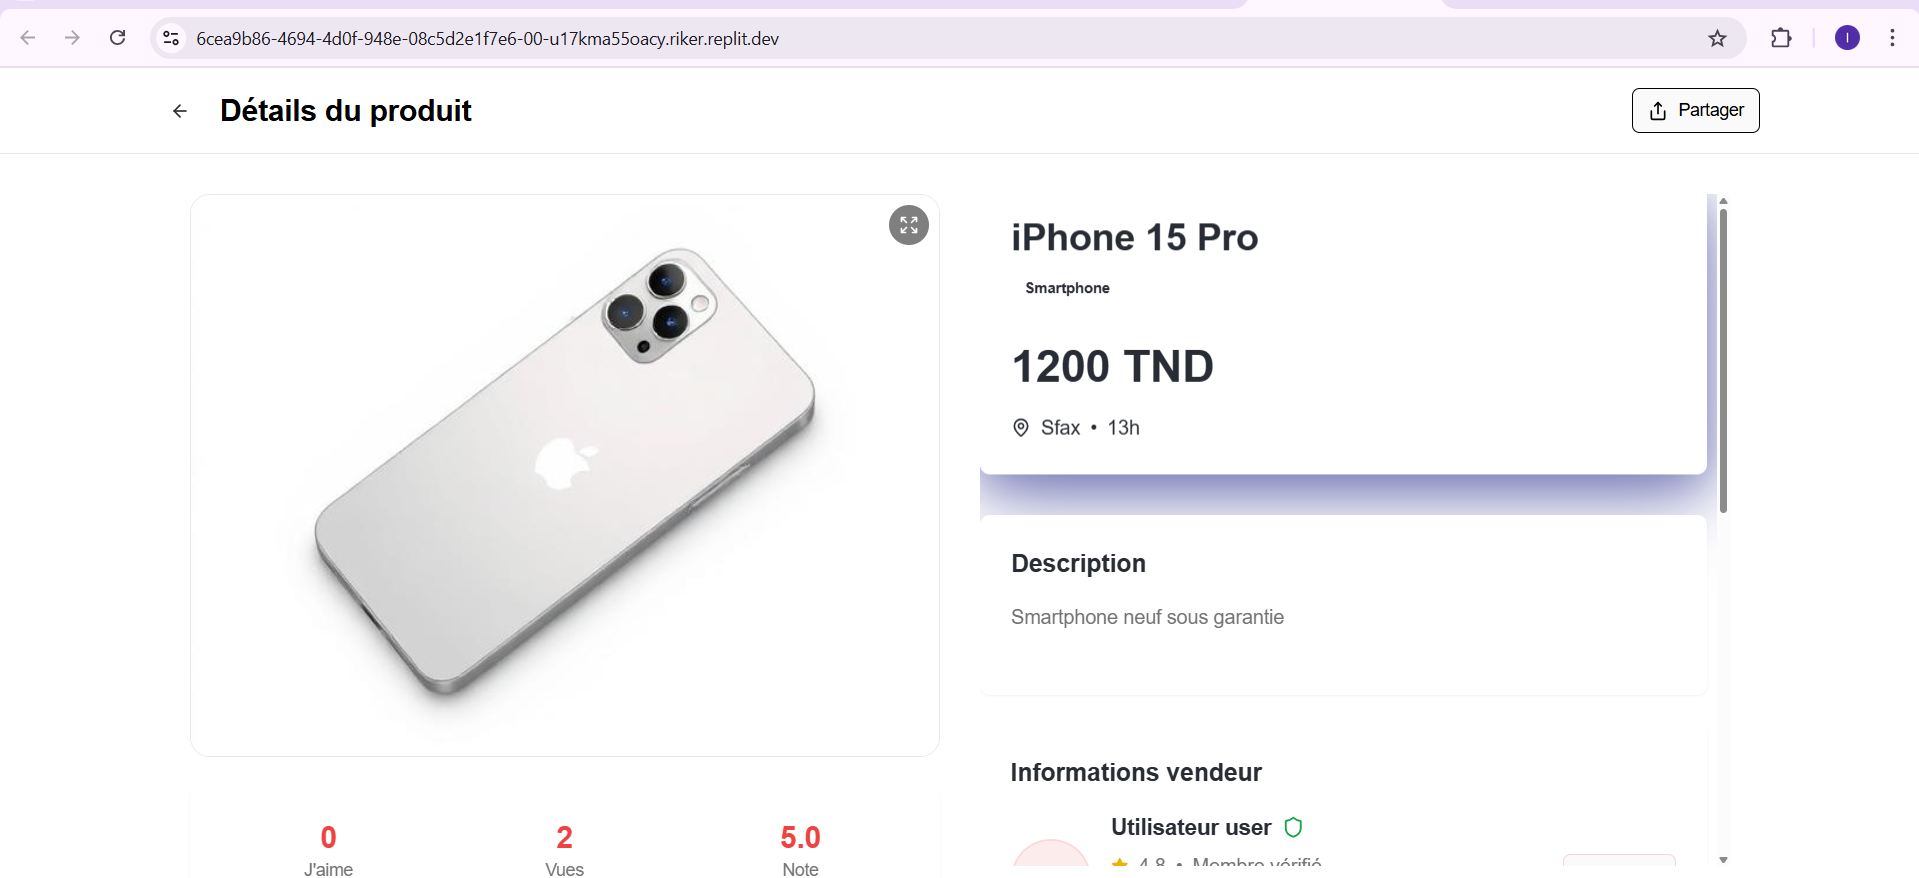 6cea9b86-4694-4d0f-948e-08c5d2e1f7e6-00-u17kma55oacy.riker.replit.dev
I
Détails du produit
Partager
iPhone 15 Pro
Smartphone
1200 TND
Sfax • 13h
Description
Smartphone neuf sous garantie
Informations vendeur
Utilisateur user
4.8 • Membre vérifié
0
J'aime
2
Vues
5.0
Note